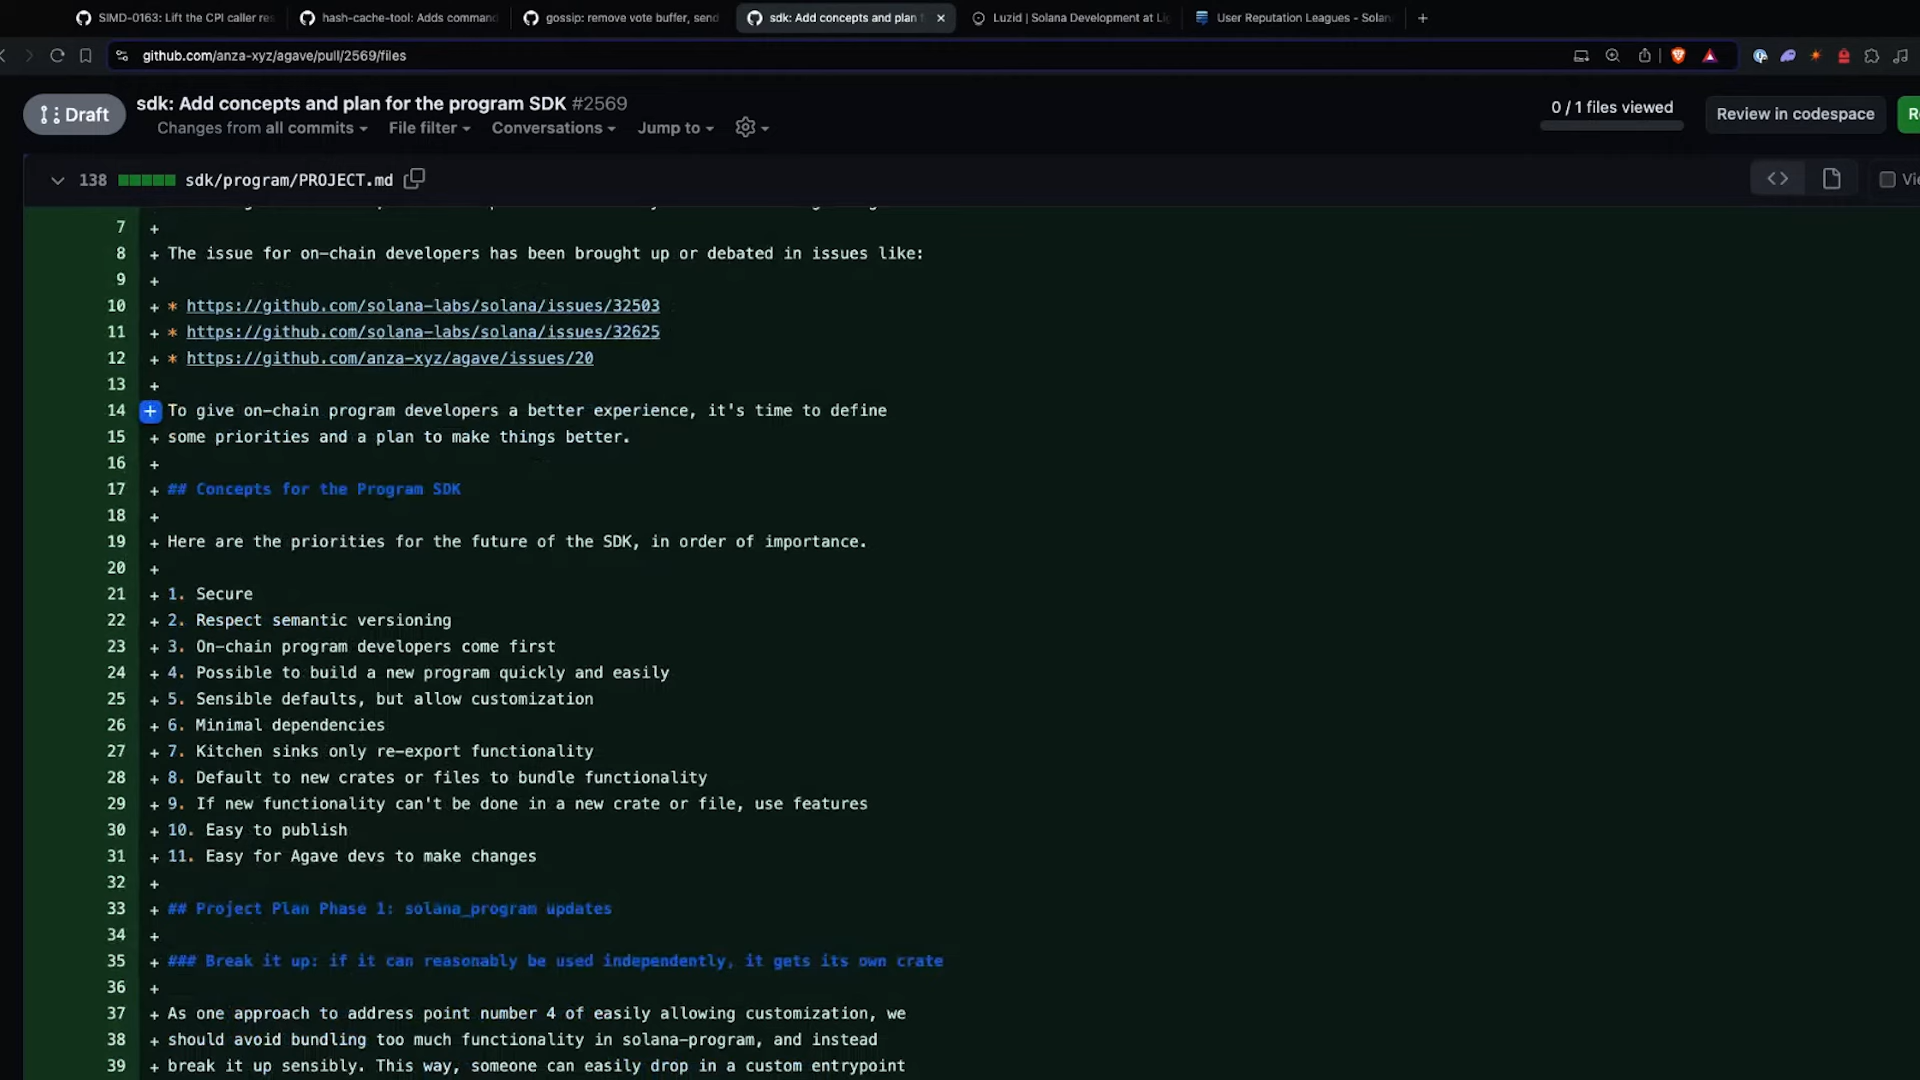 SIMD-0163: Lift the CPI caller res
hash-cache-tool: Adds command
gossip: remove vote buffer, send
sdk: Add concepts and plan f
Luzid | Solana Development at Lig
User Reputation Leagues - Solan
github.com/anza-xyz/agave/pull/2569/files
Draft
sdk: Add concepts and plan for the program SDK #2569
Changes from all commits
File filter
Conversations
Jump to
0 / 1 files viewed
Review in codespace
138 sdk/program/PROJECT.md
7 +
8 + The issue for on-chain developers has been brought up or debated in issues like:
9 +
10 + * https://github.com/solana-labs/solana/issues/32503
11 + * https://github.com/solana-labs/solana/issues/32625
12 + * https://github.com/anza-xyz/agave/issues/20
13 +
14 + To give on-chain program developers a better experience, it's time to define
15 + some priorities and a plan to make things better.
16 +
17 + ## Concepts for the Program SDK
18 +
19 + Here are the priorities for the future of the SDK, in order of importance.
20 +
21 + 1. Secure
22 + 2. Respect semantic versioning
23 + 3. On-chain program developers come first
24 + 4. Possible to build a new program quickly and easily
25 + 5. Sensible defaults, but allow customization
26 + 6. Minimal dependencies
27 + 7. Kitchen sinks only re-export functionality
28 + 8. Default to new crates or files to bundle functionality
29 + 9. If new functionality can't be done in a new crate or file, use features
30 + 10. Easy to publish
31 + 11. Easy for Agave devs to make changes
32 +
33 + ## Project Plan Phase 1: solana_program updates
34 +
35 + ### Break it up: if it can reasonably be used independently, it gets its own crate
36 +
37 + As one approach to address point number 4 of easily allowing customization, we
38 + should avoid bundling too much functionality in solana-program, and instead
39 + break it up sensibly. This way, someone can easily drop in a custom entrypoint